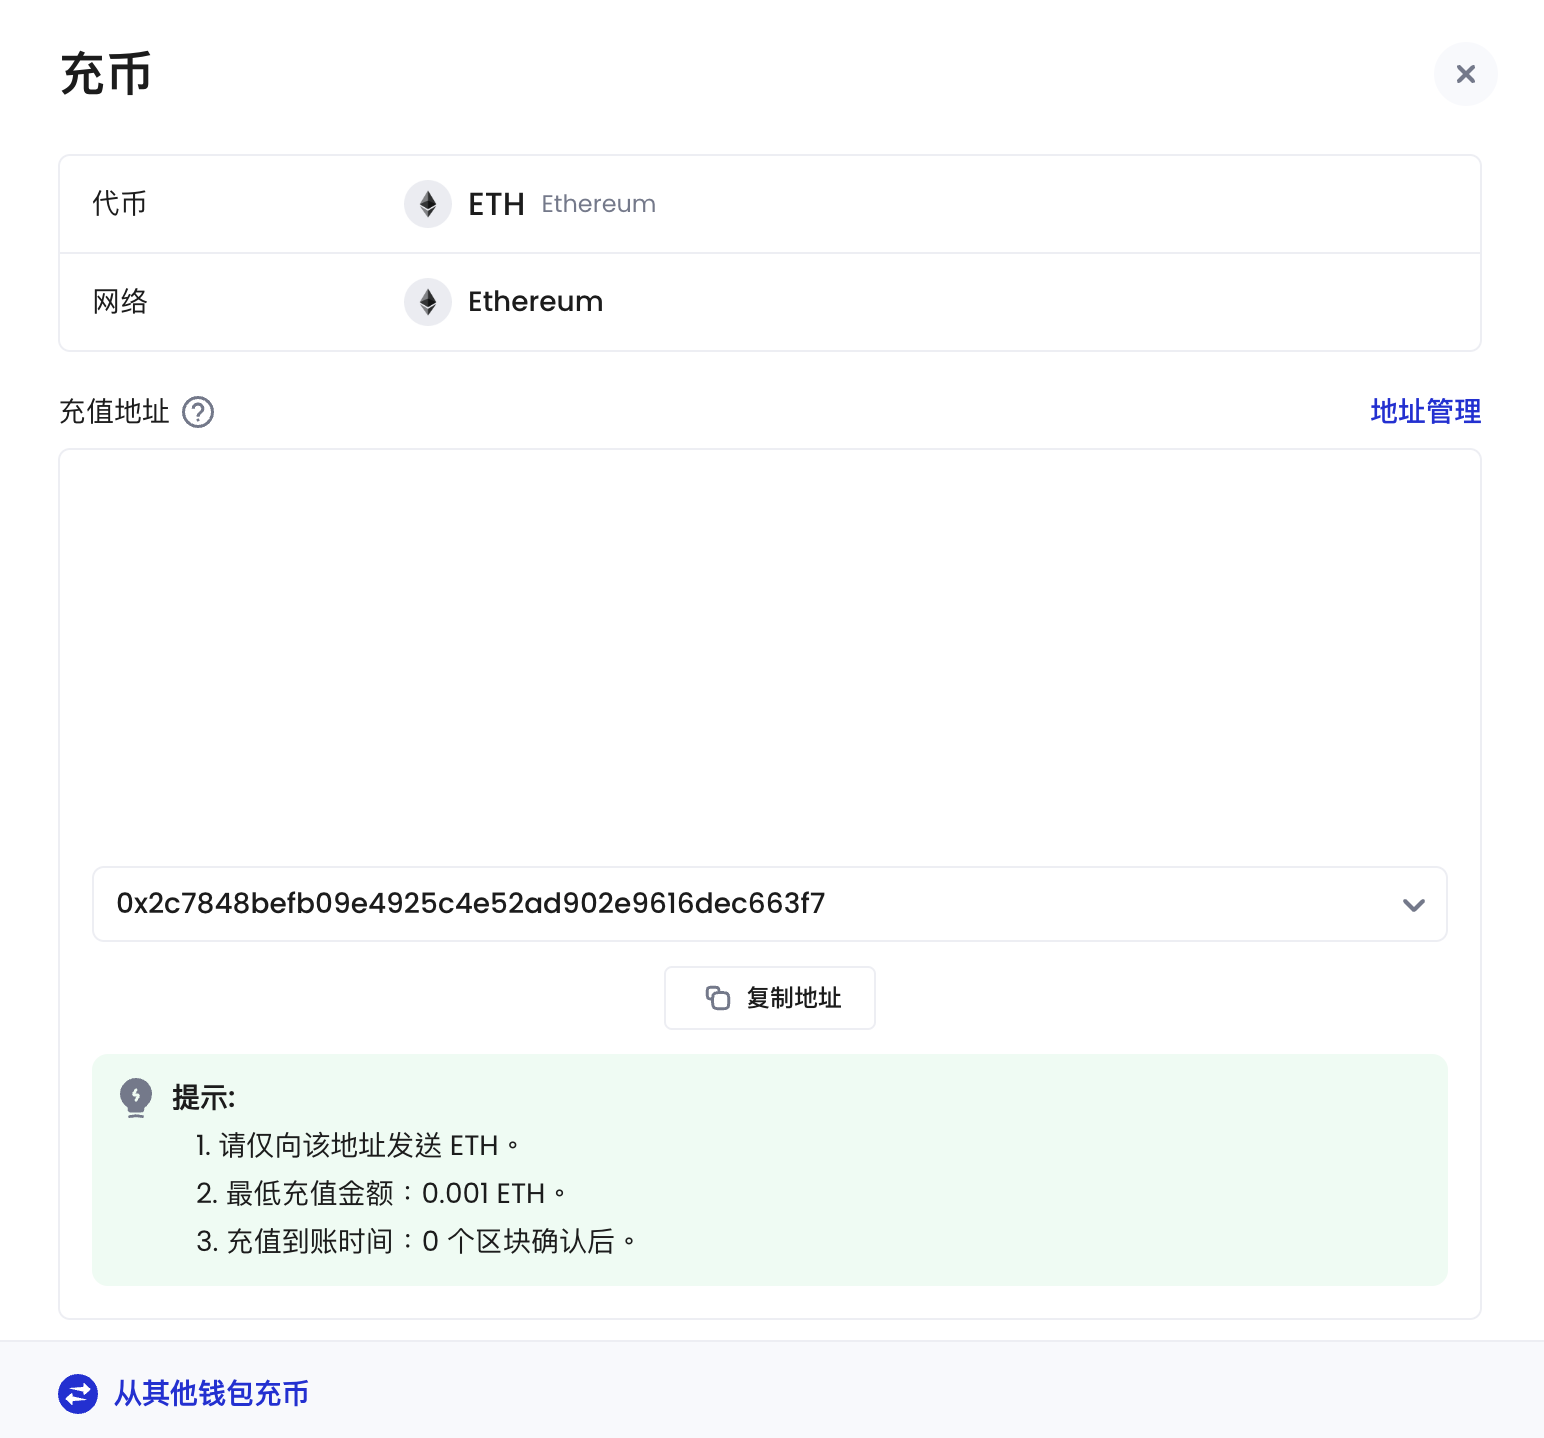 充币
代币 ETH Ethereum
网络 Ethereum
充值地址 地址管理
0x2c7848befb09e4925c4e52ad902e9616dec663f7
复制地址
提示:
1. 请仅向该地址发送 ETH。
2. 最低充值金额：0.001 ETH。
3. 充值到账时间：0 个区块确认后。
从其他钱包充币